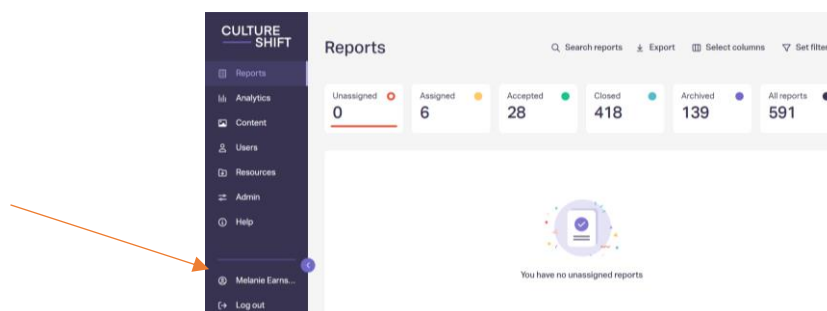 CULTURE
SHIFT
Reports
Search reports
Export
Select columns
Set filter
Reports
Analytics
Content
Users
Resources
Admin
Help
Melanie Earns...
Log out
Unassigned
0
Assigned
6
Accepted
28
Closed
418
Archived
139
All reports
591
You have no unassigned reports